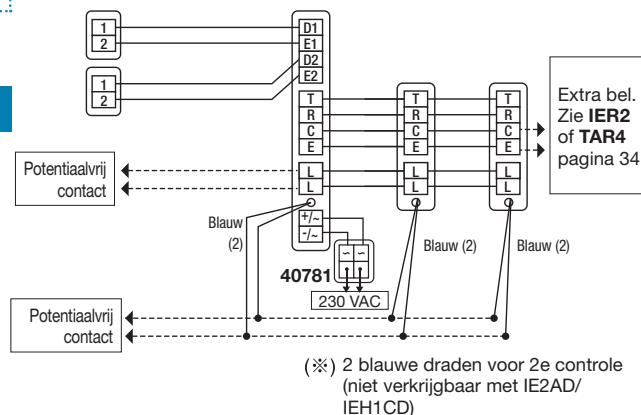 1
2
1
2
D1
E1
D2
E2
T
R
C
E
L
L
+/~
-/~
T
R
C
E
L
L
T
R
C
E
L
L
Extra bel.
Zie IER2
of TAR4
pagina 34
Potentiaalvrij
contact
Blauw
(2)
Blauw (2)
Blauw (2)
~ ~
40781
230 VAC
Potentiaalvrij
contact
(※) 2 blauwe draden voor 2e controle
(niet verkrijgbaar met IE2AD/
IEH1CD)